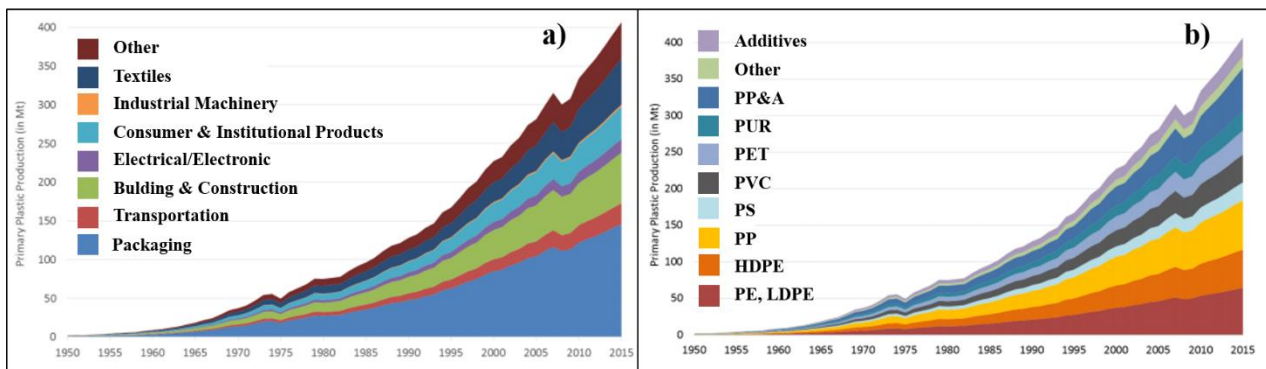 a)
Primary Plastic Production (in Mt)
400
350
300
250
200
150
100
50
0
Other
Textiles
Industrial Machinery
Consumer & Institutional Products
Electrical/Electronic
Bulding & Construction
Transportation
Packaging
1950 1955 1960 1965 1970 1975 1980 1985 1990 1995 2000 2005 2010 2015
b)
Primary Plastic Production (in Mt)
400
350
300
250
200
150
100
50
0
Additives
Other
PP&A
PUR
PET
PVC
PS
PP
HDPE
PE, LDPE
1950 1955 1960 1965 1970 1975 1980 1985 1990 1995 2000 2005 2010 2015